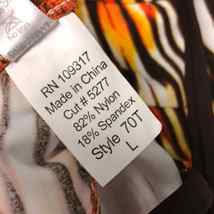 RN 109317
Made in China
Cut # 5277
82% Nylon
18% Spandex
Style 70T
L